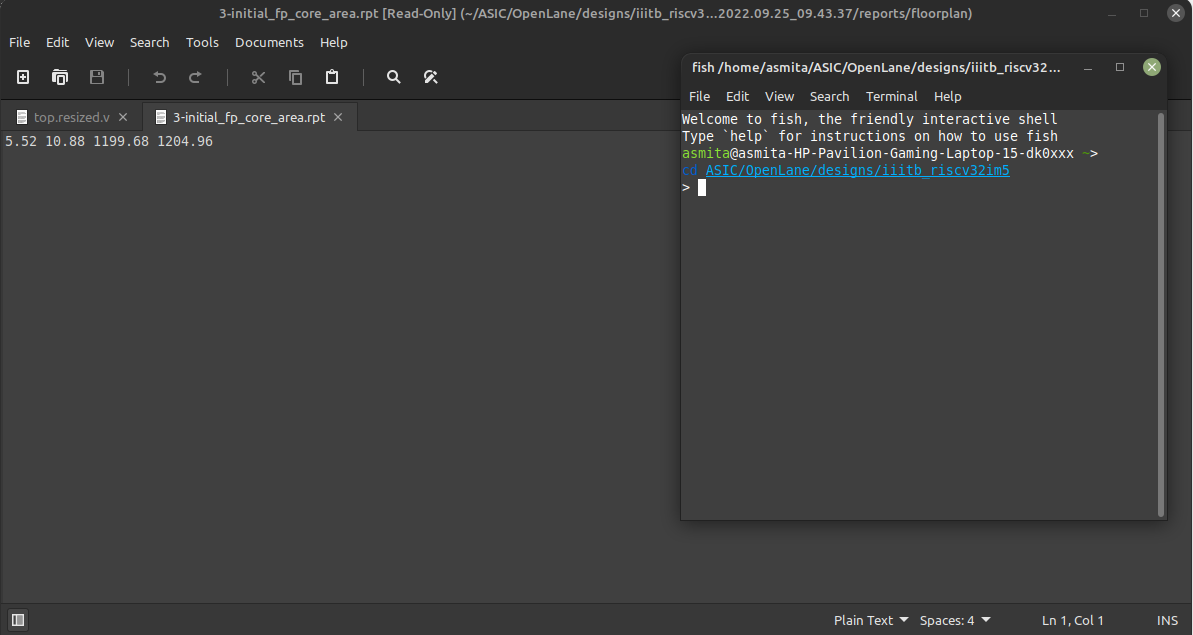 3-initial_fp_core_area.rpt [Read-Only] (~/ASIC/OpenLane/designs/iiitb_riscv3...2022.09.25_09.43.37/reports/floorplan)
File Edit View Search Tools Documents Help
top.resized.v
3-initial_fp_core_area.rpt
5.52 10.88 1199.68 1204.96
fish /home/asmita/ASIC/OpenLane/designs/iiitb_riscv32...
File Edit View Search Terminal Help
Welcome to fish, the friendly interactive shell
Type `help` for instructions on how to use fish
asmita@asmita-HP-Pavilion-Gaming-Laptop-15-dk0xxx ~>
cd ASIC/OpenLane/designs/iiitb_riscv32im5
>
Plain Text Spaces: 4 Ln 1, Col 1 INS